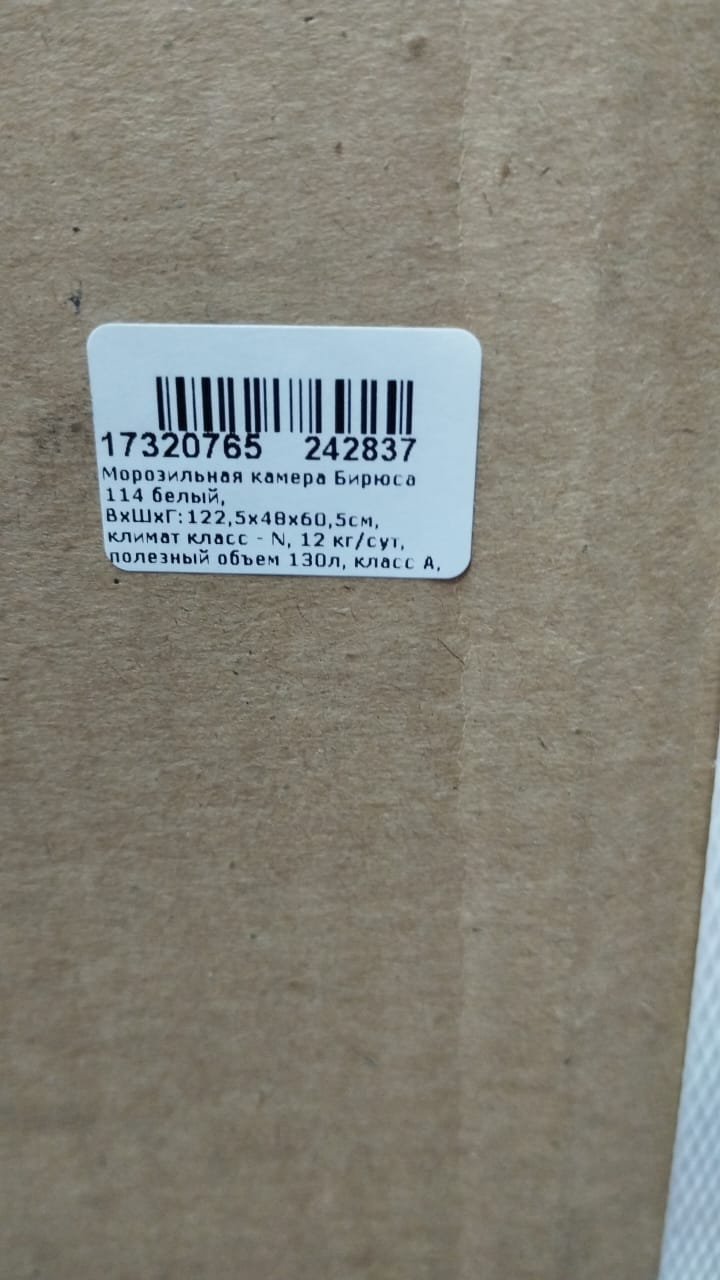 17320765 242837
Морозильная камера Бирюса
114 белый,
ВхШхГ:122,5х48х60,5см,
климат класс - N, 12 кг/сут,
полезный объем 130л, класс А,